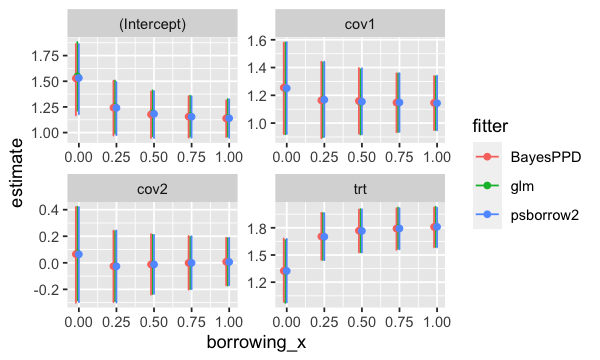 (Intercept)
cov1
1.75
1.50
1.25
1.00
1.6
1.4
1.2
1.0
0.00 0.25 0.50 0.75 1.00
0.00 0.25 0.50 0.75 1.00
cov2
trt
0.4
0.2
0.0
-0.2
1.8
1.5
1.2
0.00 0.25 0.50 0.75 1.00
0.00 0.25 0.50 0.75 1.00
estimate
borrowing_x
fitter
BayesPPD
glm
psborrow2